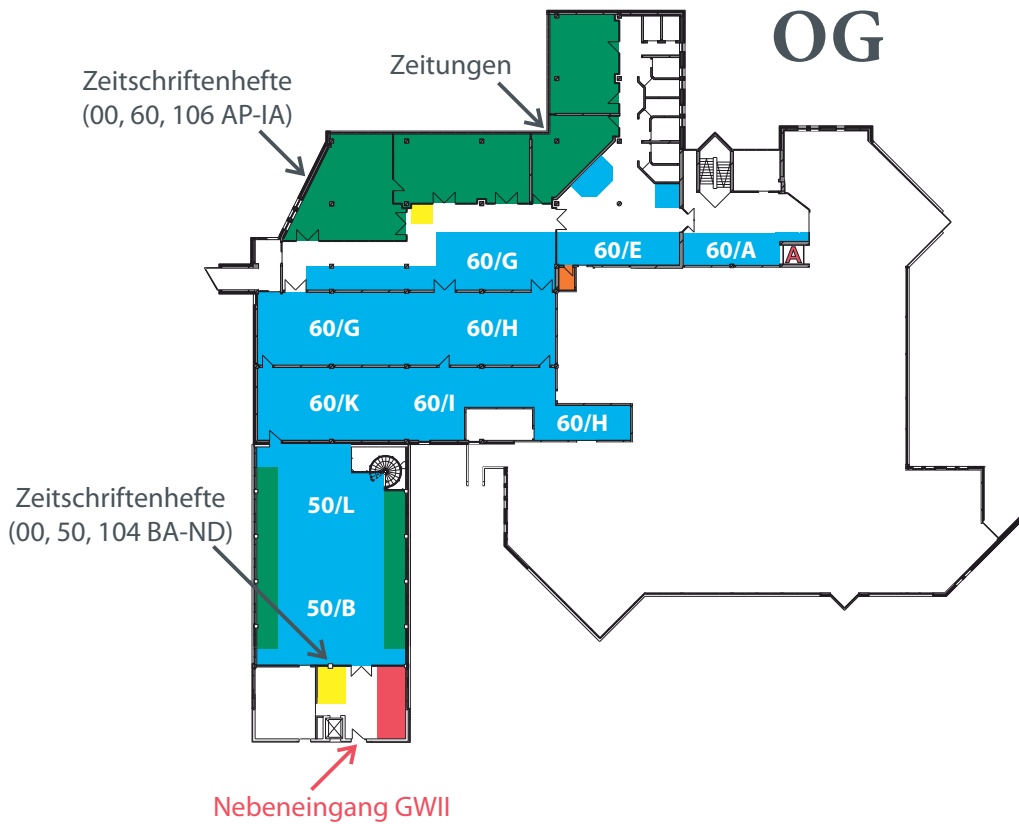 OG
Zeitungen
Zeitschriftenhefte
(00, 60, 106 AP-IA)
60/G
60/E
60/A
A
60/G
60/H
60/K
60/I
60/H
Zeitschriftenhefte
(00, 50, 104 BA-ND)
50/L
50/B
Nebeneingang GWII